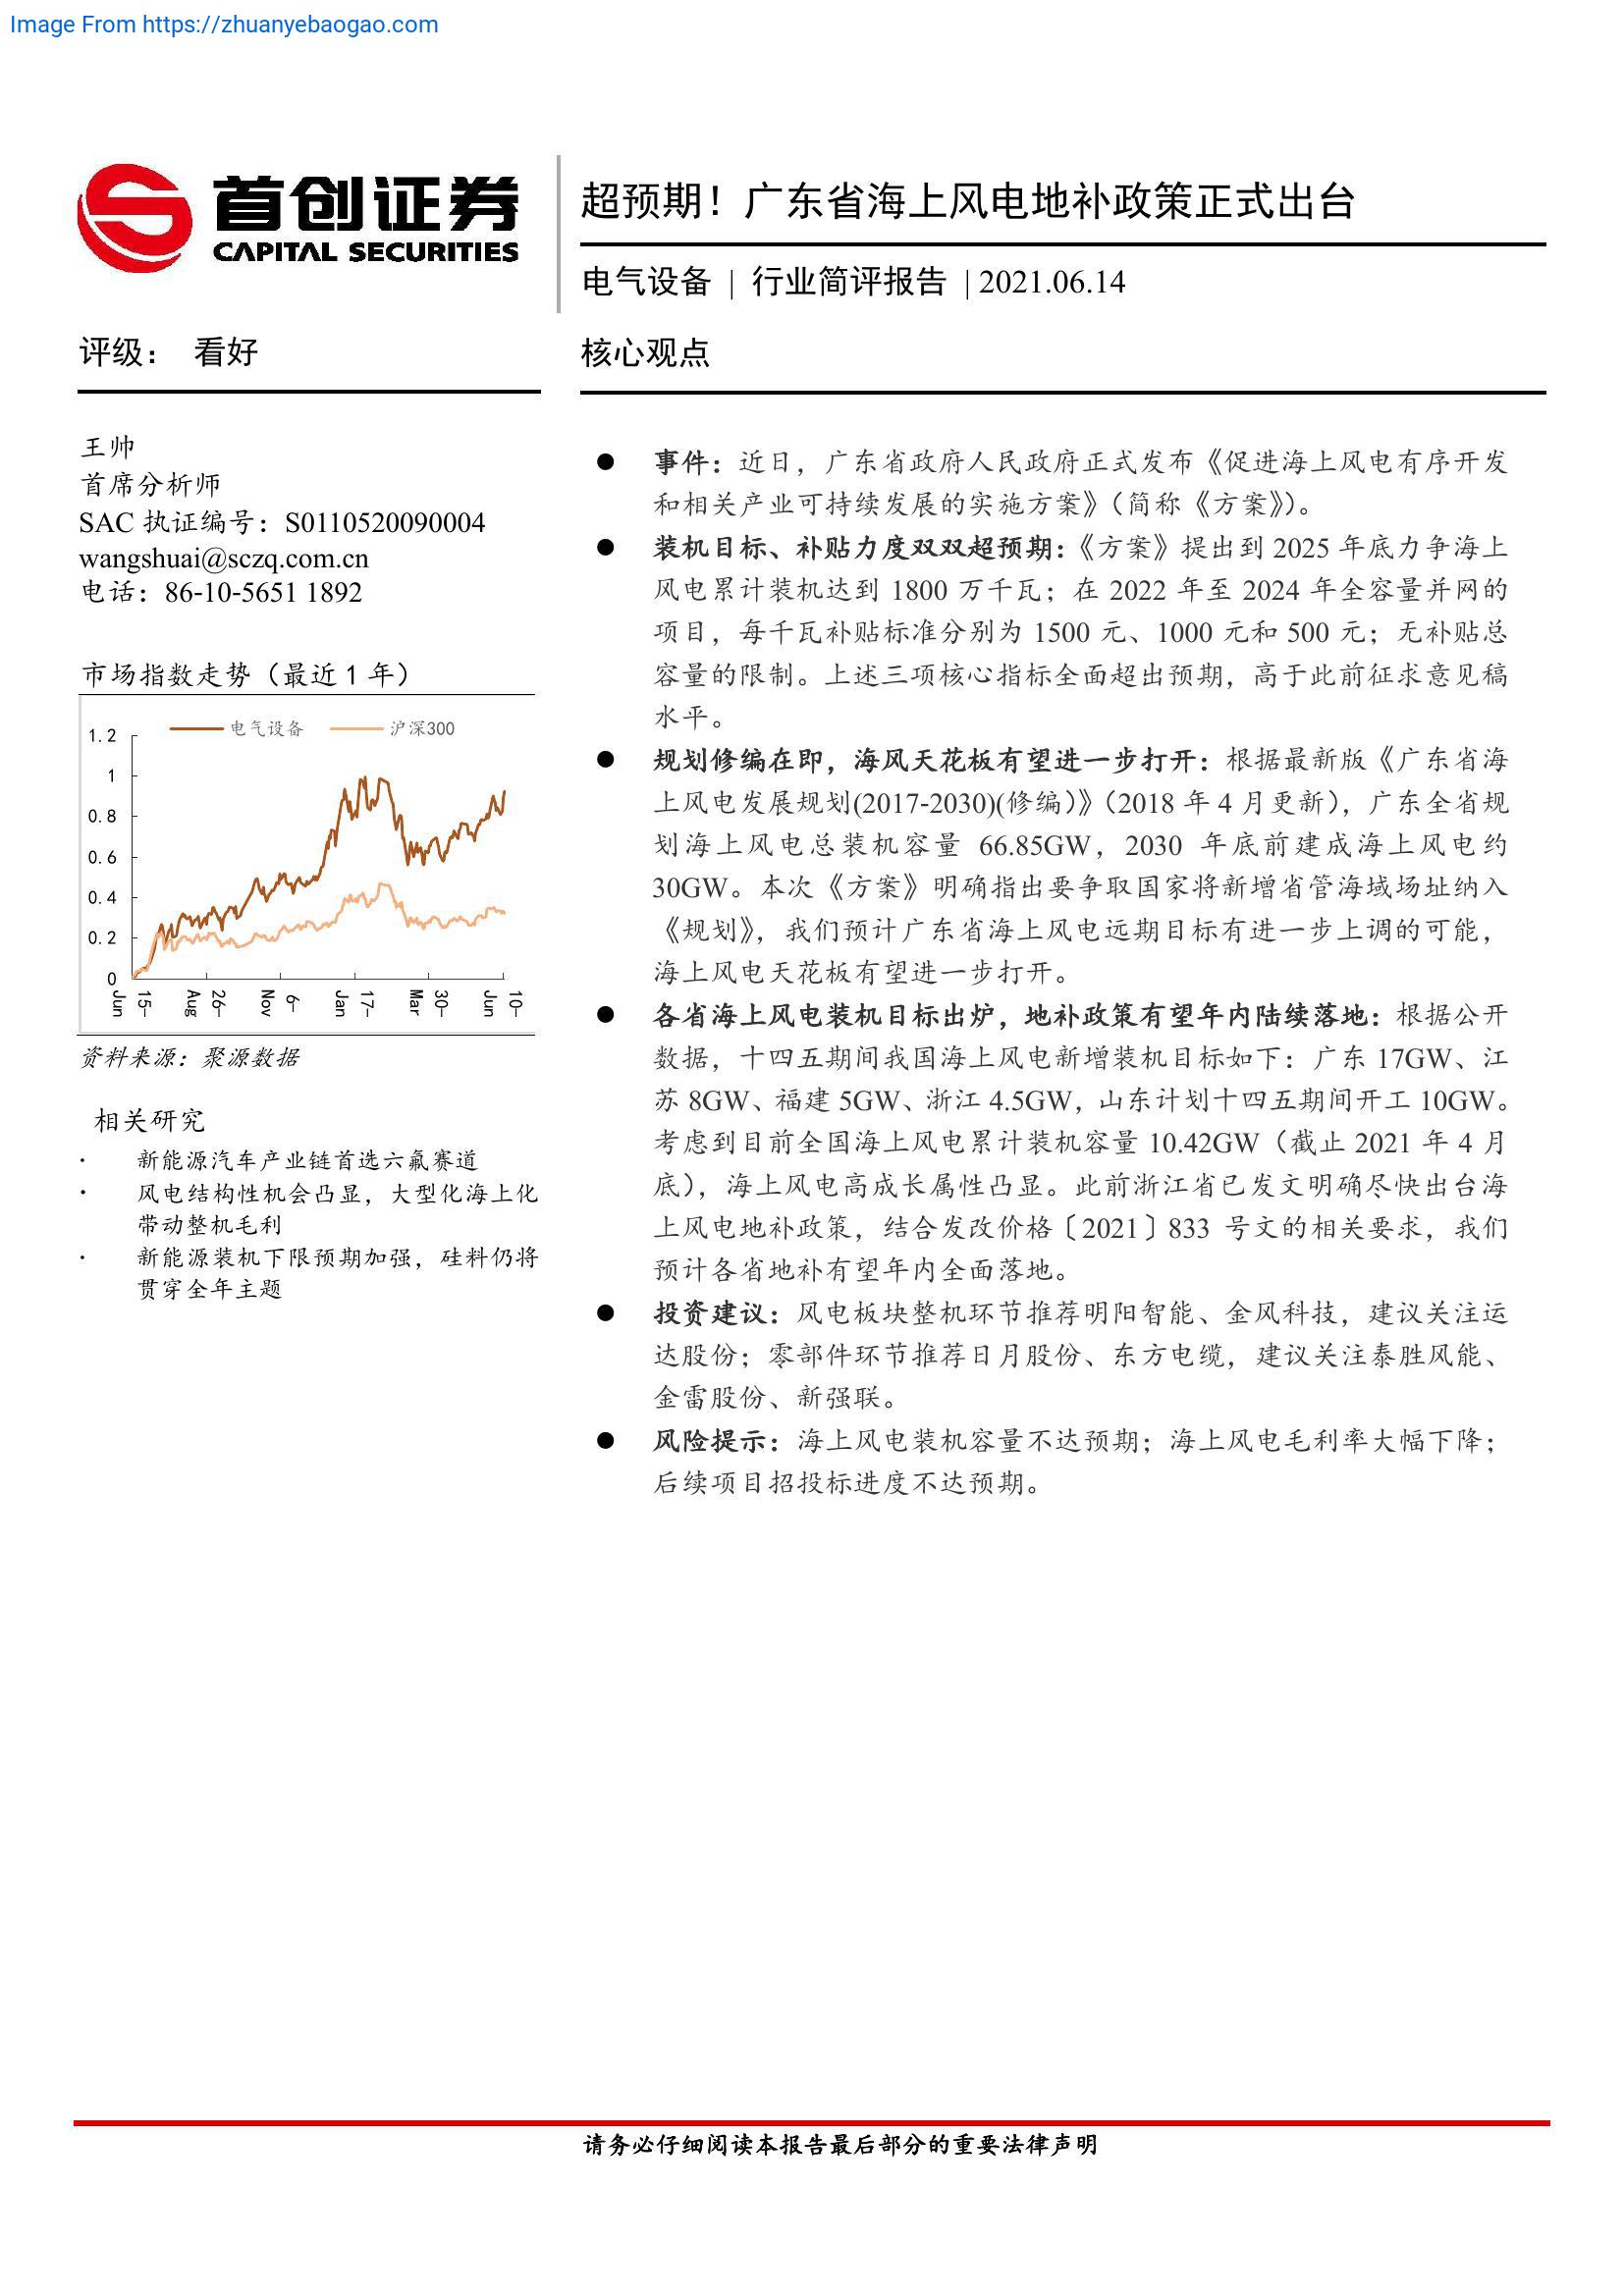 Image From https://zhuanyebaogao.com
首创证券
CAPITAL SECURITIES
超预期！广东省海上风电地补政策正式出台
电气设备 | 行业简评报告 | 2021.06.14
评级： 看好
王帅
首席分析师
SAC 执证编号：S0110520090004
wangshuai@sczq.com.cn
电话：86-10-5651 1892
市场指数走势（最近 1 年）
电气设备 沪深300
1.2
1
0.8
0.6
0.4
0.2
0
15-Jun
26-Aug
6-Nov
17-Jan
30-Mar
10-Jun
资料来源：聚源数据
相关研究
· 新能源汽车产业链首选六氟赛道
· 风电结构性机会凸显，大型化海上化
带动整机毛利
· 新能源装机下限预期加强，硅料仍将
贯穿全年主题
核心观点
● 事件：近日，广东省政府人民政府正式发布《促进海上风电有序开发
和相关产业可持续发展的实施方案》（简称《方案》）。
● 装机目标、补贴力度双双超预期：《方案》提出到 2025 年底力争海上
风电累计装机达到 1800 万千瓦；在 2022 年至 2024 年全容量并网的
项目，每千瓦补贴标准分别为 1500 元、1000 元和 500 元；无补贴总
容量的限制。上述三项核心指标全面超出预期，高于此前征求意见稿
水平。
● 规划修编在即，海风天花板有望进一步打开：根据最新版《广东省海
上风电发展规划(2017-2030)(修编）》（2018 年 4 月更新），广东全省规
划海上风电总装机容量 66.85GW，2030 年底前建成海上风电约
30GW。本次《方案》明确指出要争取国家将新增省管海域场址纳入
《规划》，我们预计广东省海上风电远期目标有进一步上调的可能，
海上风电天花板有望进一步打开。
● 各省海上风电装机目标出炉，地补政策有望年内陆续落地：根据公开
数据，十四五期间我国海上风电新增装机目标如下：广东 17GW、江
苏 8GW、福建 5GW、浙江 4.5GW，山东计划十四五期间开工 10GW。
考虑到目前全国海上风电累计装机容量 10.42GW（截止 2021 年 4 月
底），海上风电高成长属性凸显。此前浙江省已发文明确尽快出台海
上风电地补政策，结合发改价格〔2021〕833 号文的相关要求，我们
预计各省地补有望年内全面落地。
● 投资建议：风电板块整机环节推荐明阳智能、金风科技，建议关注运
达股份；零部件环节推荐日月股份、东方电缆，建议关注泰胜风能、
金雷股份、新强联。
● 风险提示：海上风电装机容量不达预期；海上风电毛利率大幅下降；
后续项目招投标进度不达预期。
请务必仔细阅读本报告最后部分的重要法律声明